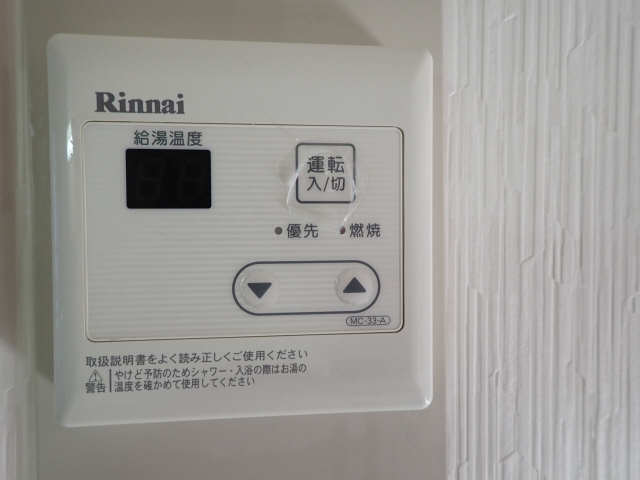 Rinnai
給湯温度
運転
入/切
優先 燃焼
MC-33-A
取扱説明書をよく読み正しくご使用ください
警告 やけど予防のためシャワー・入浴の際はお湯の
温度を確かめて使用してください